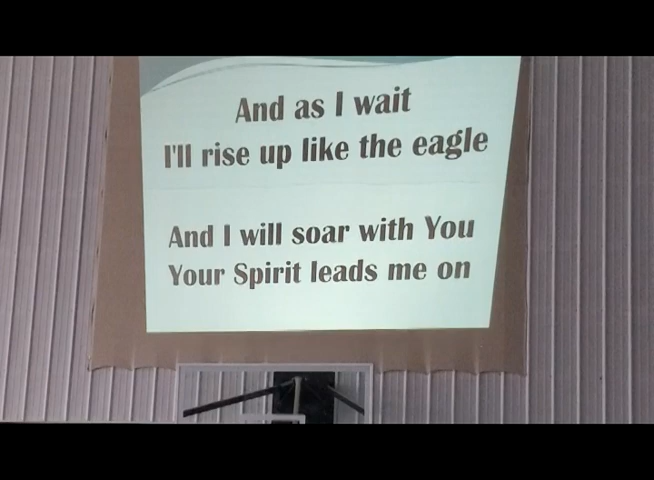 And as I wait
I'll rise up like the eagle
And I will soar with You
Your Spirit leads me on